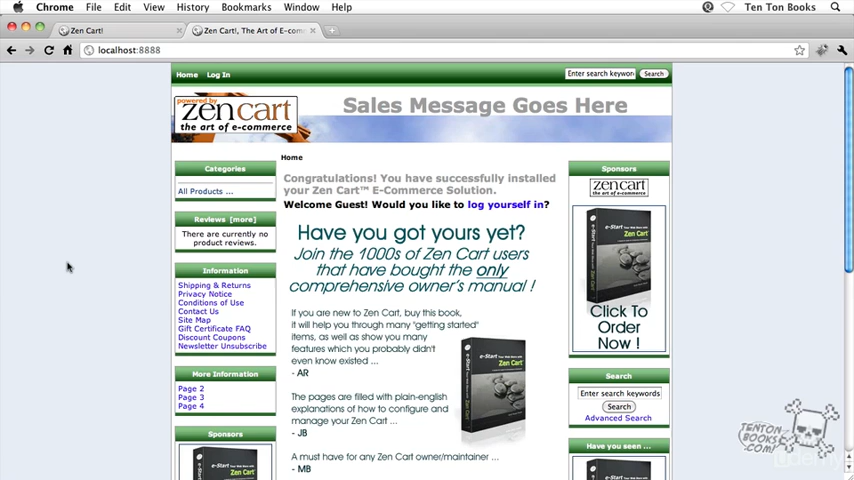 Chrome File Edit View History Bookmarks Window Help Ten Ton Books
Zen Cart! Zen Cart!, The Art of E-com
localhost:8888
Home Log In Enter search keywor Search
powered by
zen cart
the art of e-commerce
Sales Message Goes Here
Categories
All Products ...
Reviews [more]
There are currently no
product reviews.
Information
Shipping & Returns
Privacy Notice
Conditions of Use
Contact Us
Site Map
Gift Certificate FAQ
Discount Coupons
Newsletter Unsubscribe
More Information
Page 2
Page 3
Page 4
Sponsors
Home
Congratulations! You have successfully installed
your Zen Cart™ E-Commerce Solution.
Welcome Guest! Would you like to log yourself in?
Have you got yours yet?
Join the 1000s of Zen Cart users
that have bought the only
comprehensive owner's manual !
If you are new to Zen Cart, buy this book,
it will help you through many "getting started"
items, as well as show you many
features which you probably didn't
even know existed ...
- AR
The pages are filled with plain-english
explanations of how to configure and
manage your Zen Cart ...
- JB
A must have for any Zen Cart owner/maintainer ...
- MB
Zen Cart
Sponsors
zen cart
Zen Cart
Click To
Order
Now !
Search
Enter search keywords
Search
Advanced Search
Have you seen ...
TENTON
BOOKS
.COM
udemy